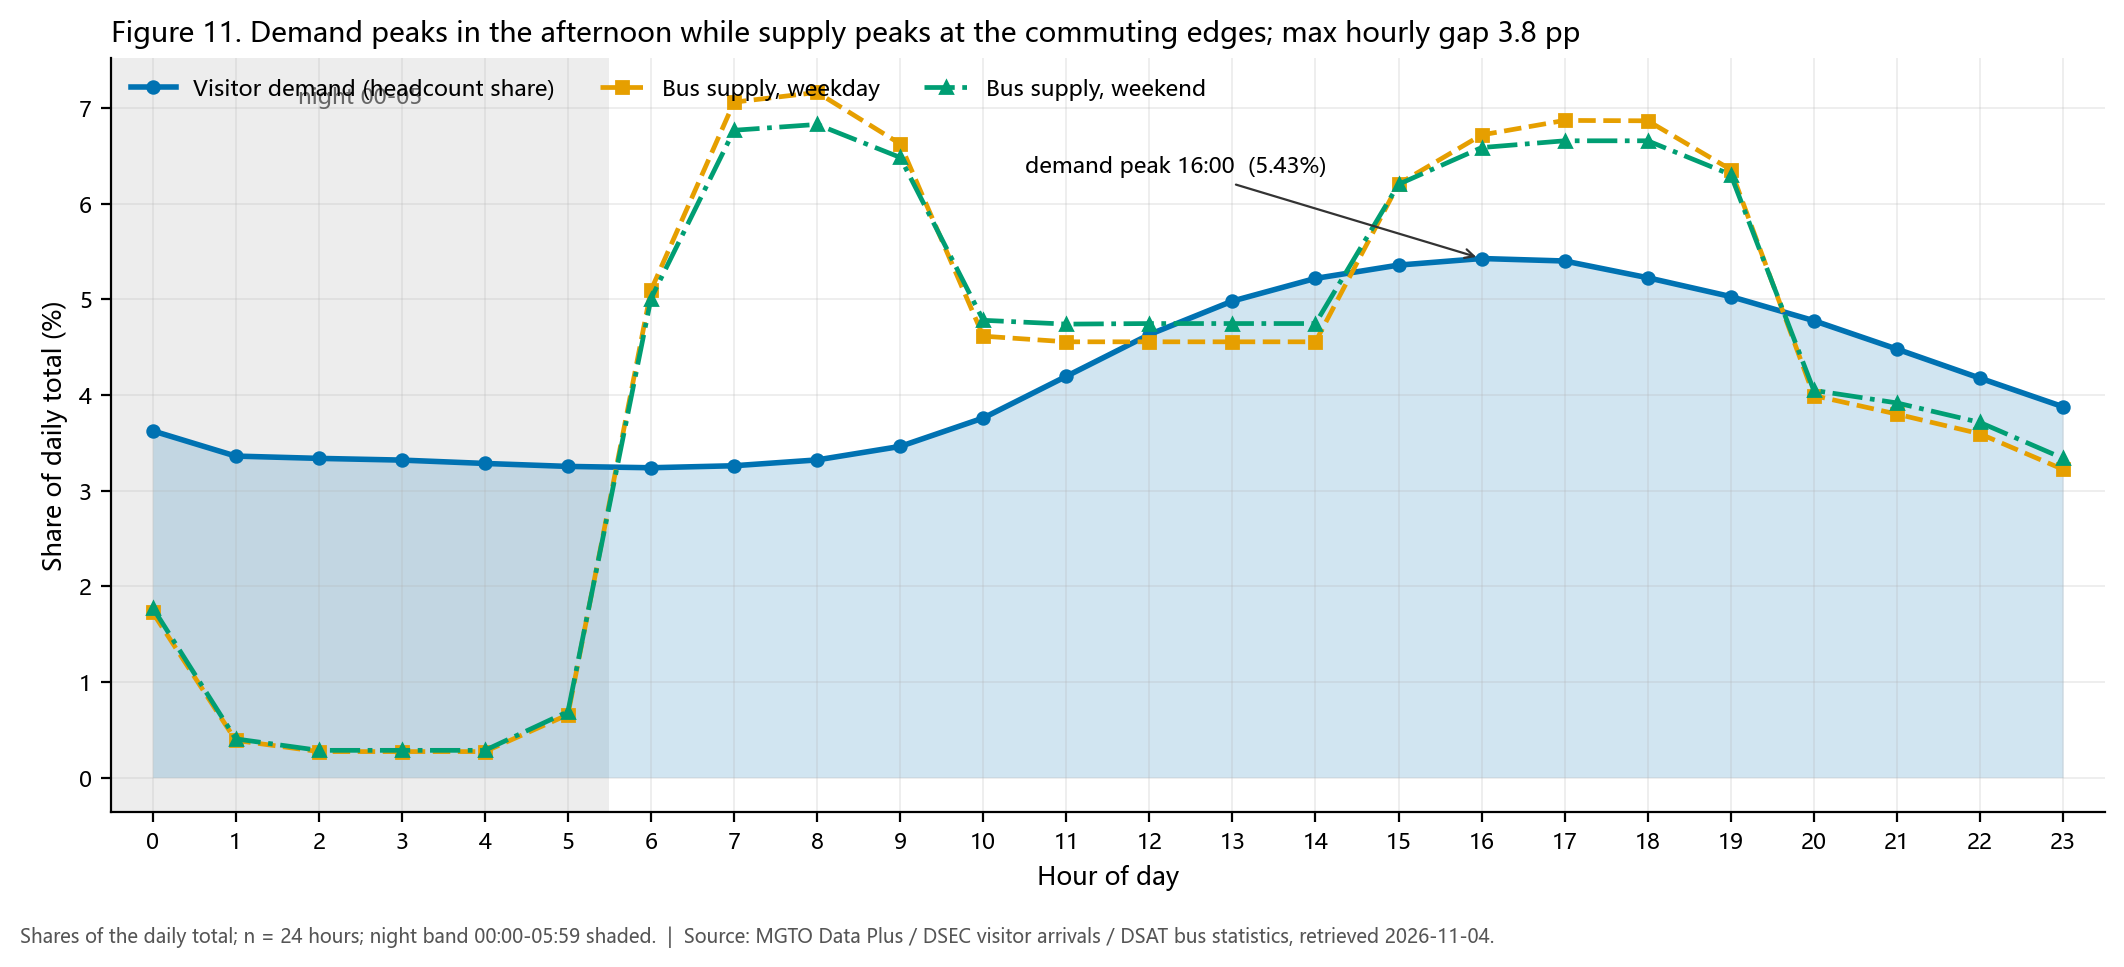 Figure 11. Demand peaks in the afternoon while supply peaks at the commuting edges; max hourly gap 3.8 pp
Visitor demand (headcount share)
Bus supply, weekday
Bus supply, weekend
night 00-05
demand peak 16:00 (5.43%)
Share of daily total (%)
7
6
5
4
3
2
1
0
0 1 2 3 4 5 6 7 8 9 10 11 12 13 14 15 16 17 18 19 20 21 22 23
Hour of day
Shares of the daily total; n = 24 hours; night band 00:00-05:59 shaded. | Source: MGTO Data Plus / DSEC visitor arrivals / DSAT bus statistics, retrieved 2026-11-04.